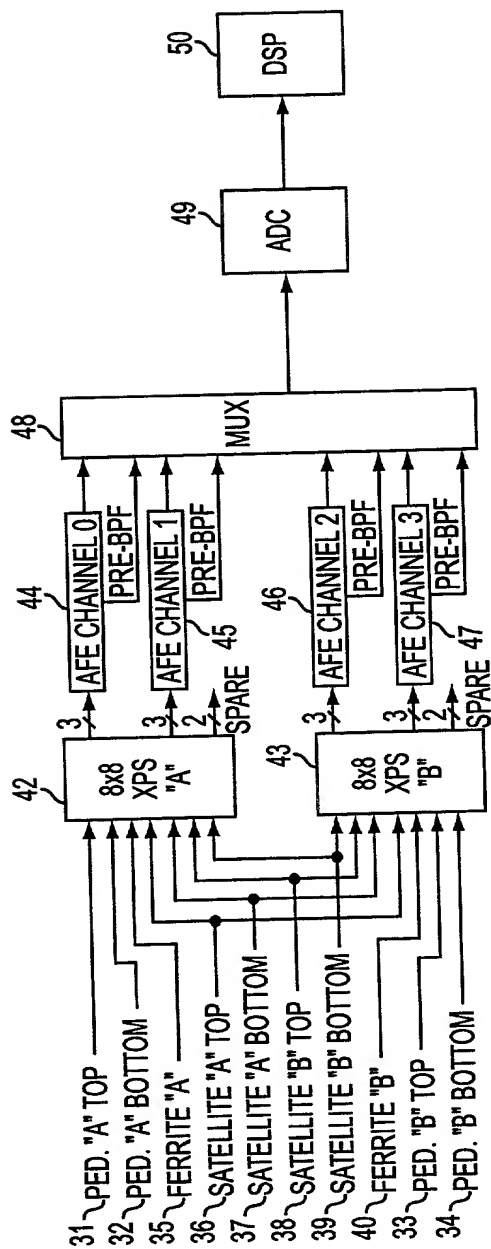 31 PED. "A" TOP
32 PED. "A" BOTTOM
35 FERRITE "A"
36 SATELLITE "A" TOP
37 SATELLITE "A" BOTTOM
38 SATELLITE "B" TOP
39 SATELLITE "B" BOTTOM
40 FERRITE "B"
33 PED. "B" TOP
34 PED. "B" BOTTOM
42
8x8
XPS
"A"
43
8x8
XPS
"B"
3
3
2
SPARE
3
3
2
SPARE
44
AFE CHANNEL 0
PRE-BPF
AFE CHANNEL 1
PRE-BPF
45
46
AFE CHANNEL 2
PRE-BPF
AFE CHANNEL 3
PRE-BPF
47
48
MUX
49
ADC
50
DSP